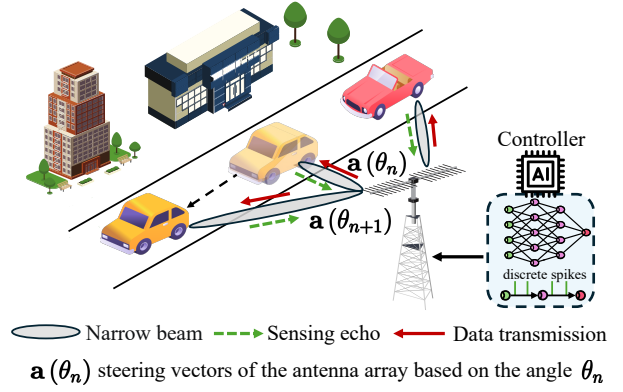 Controller
AI
𝐚(θₙ)
𝐚(θₙ₊₁)
discrete spikes
Narrow beam Sensing echo Data transmission
𝐚(θₙ) steering vectors of the antenna array based on the angle θₙ